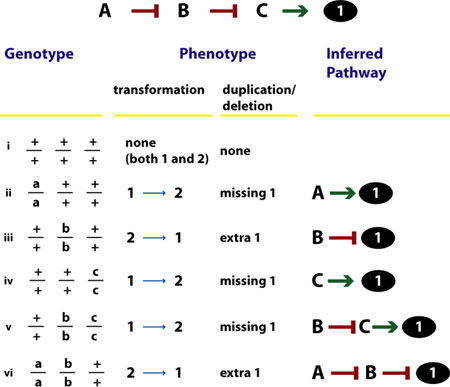 A B C 1
Genotype Phenotype Inferred Pathway
transformation duplication/deletion
i + + + none (both 1 and 2) none
+ + +
ii a + + 1 → 2 missing 1 A → 1
a + +
iii + b + 2 → 1 extra 1 B 1
+ b +
iv + + c 1 → 2 missing 1 C → 1
+ + c
v + b c 1 → 2 missing 1 B C → 1
+ b c
vi a b + 2 → 1 extra 1 A B 1
a b +